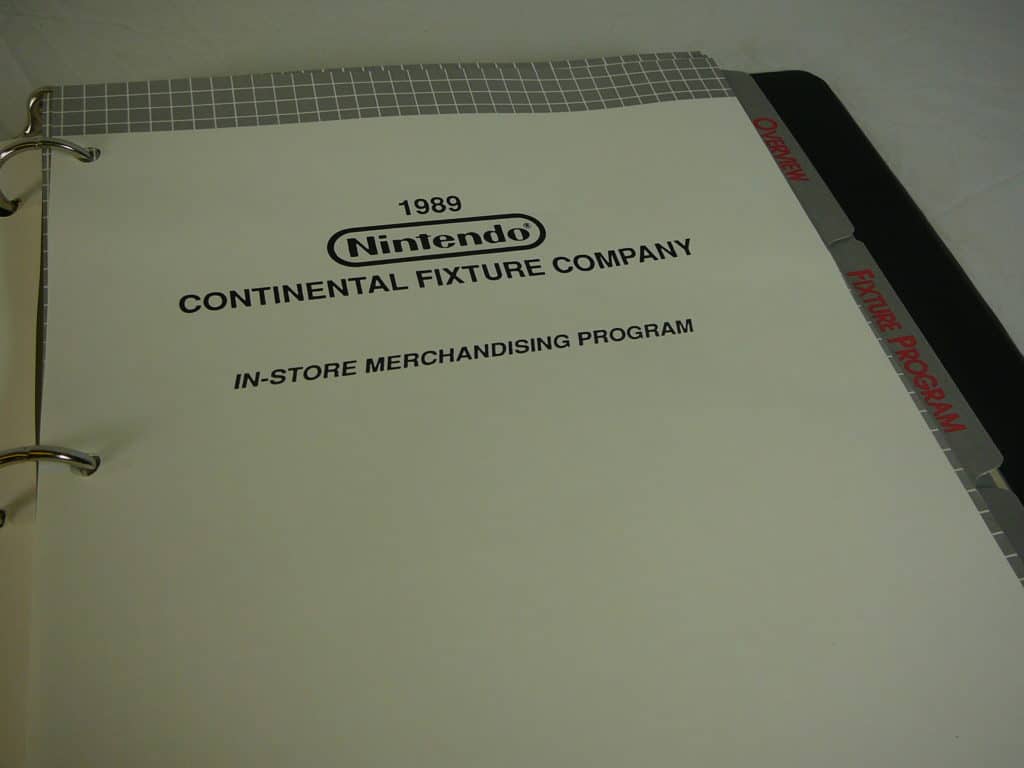 1989
Nintendo®
CONTINENTAL FIXTURE COMPANY
IN-STORE MERCHANDISING PROGRAM
OVERVIEW
FIXTURE PROGRAM